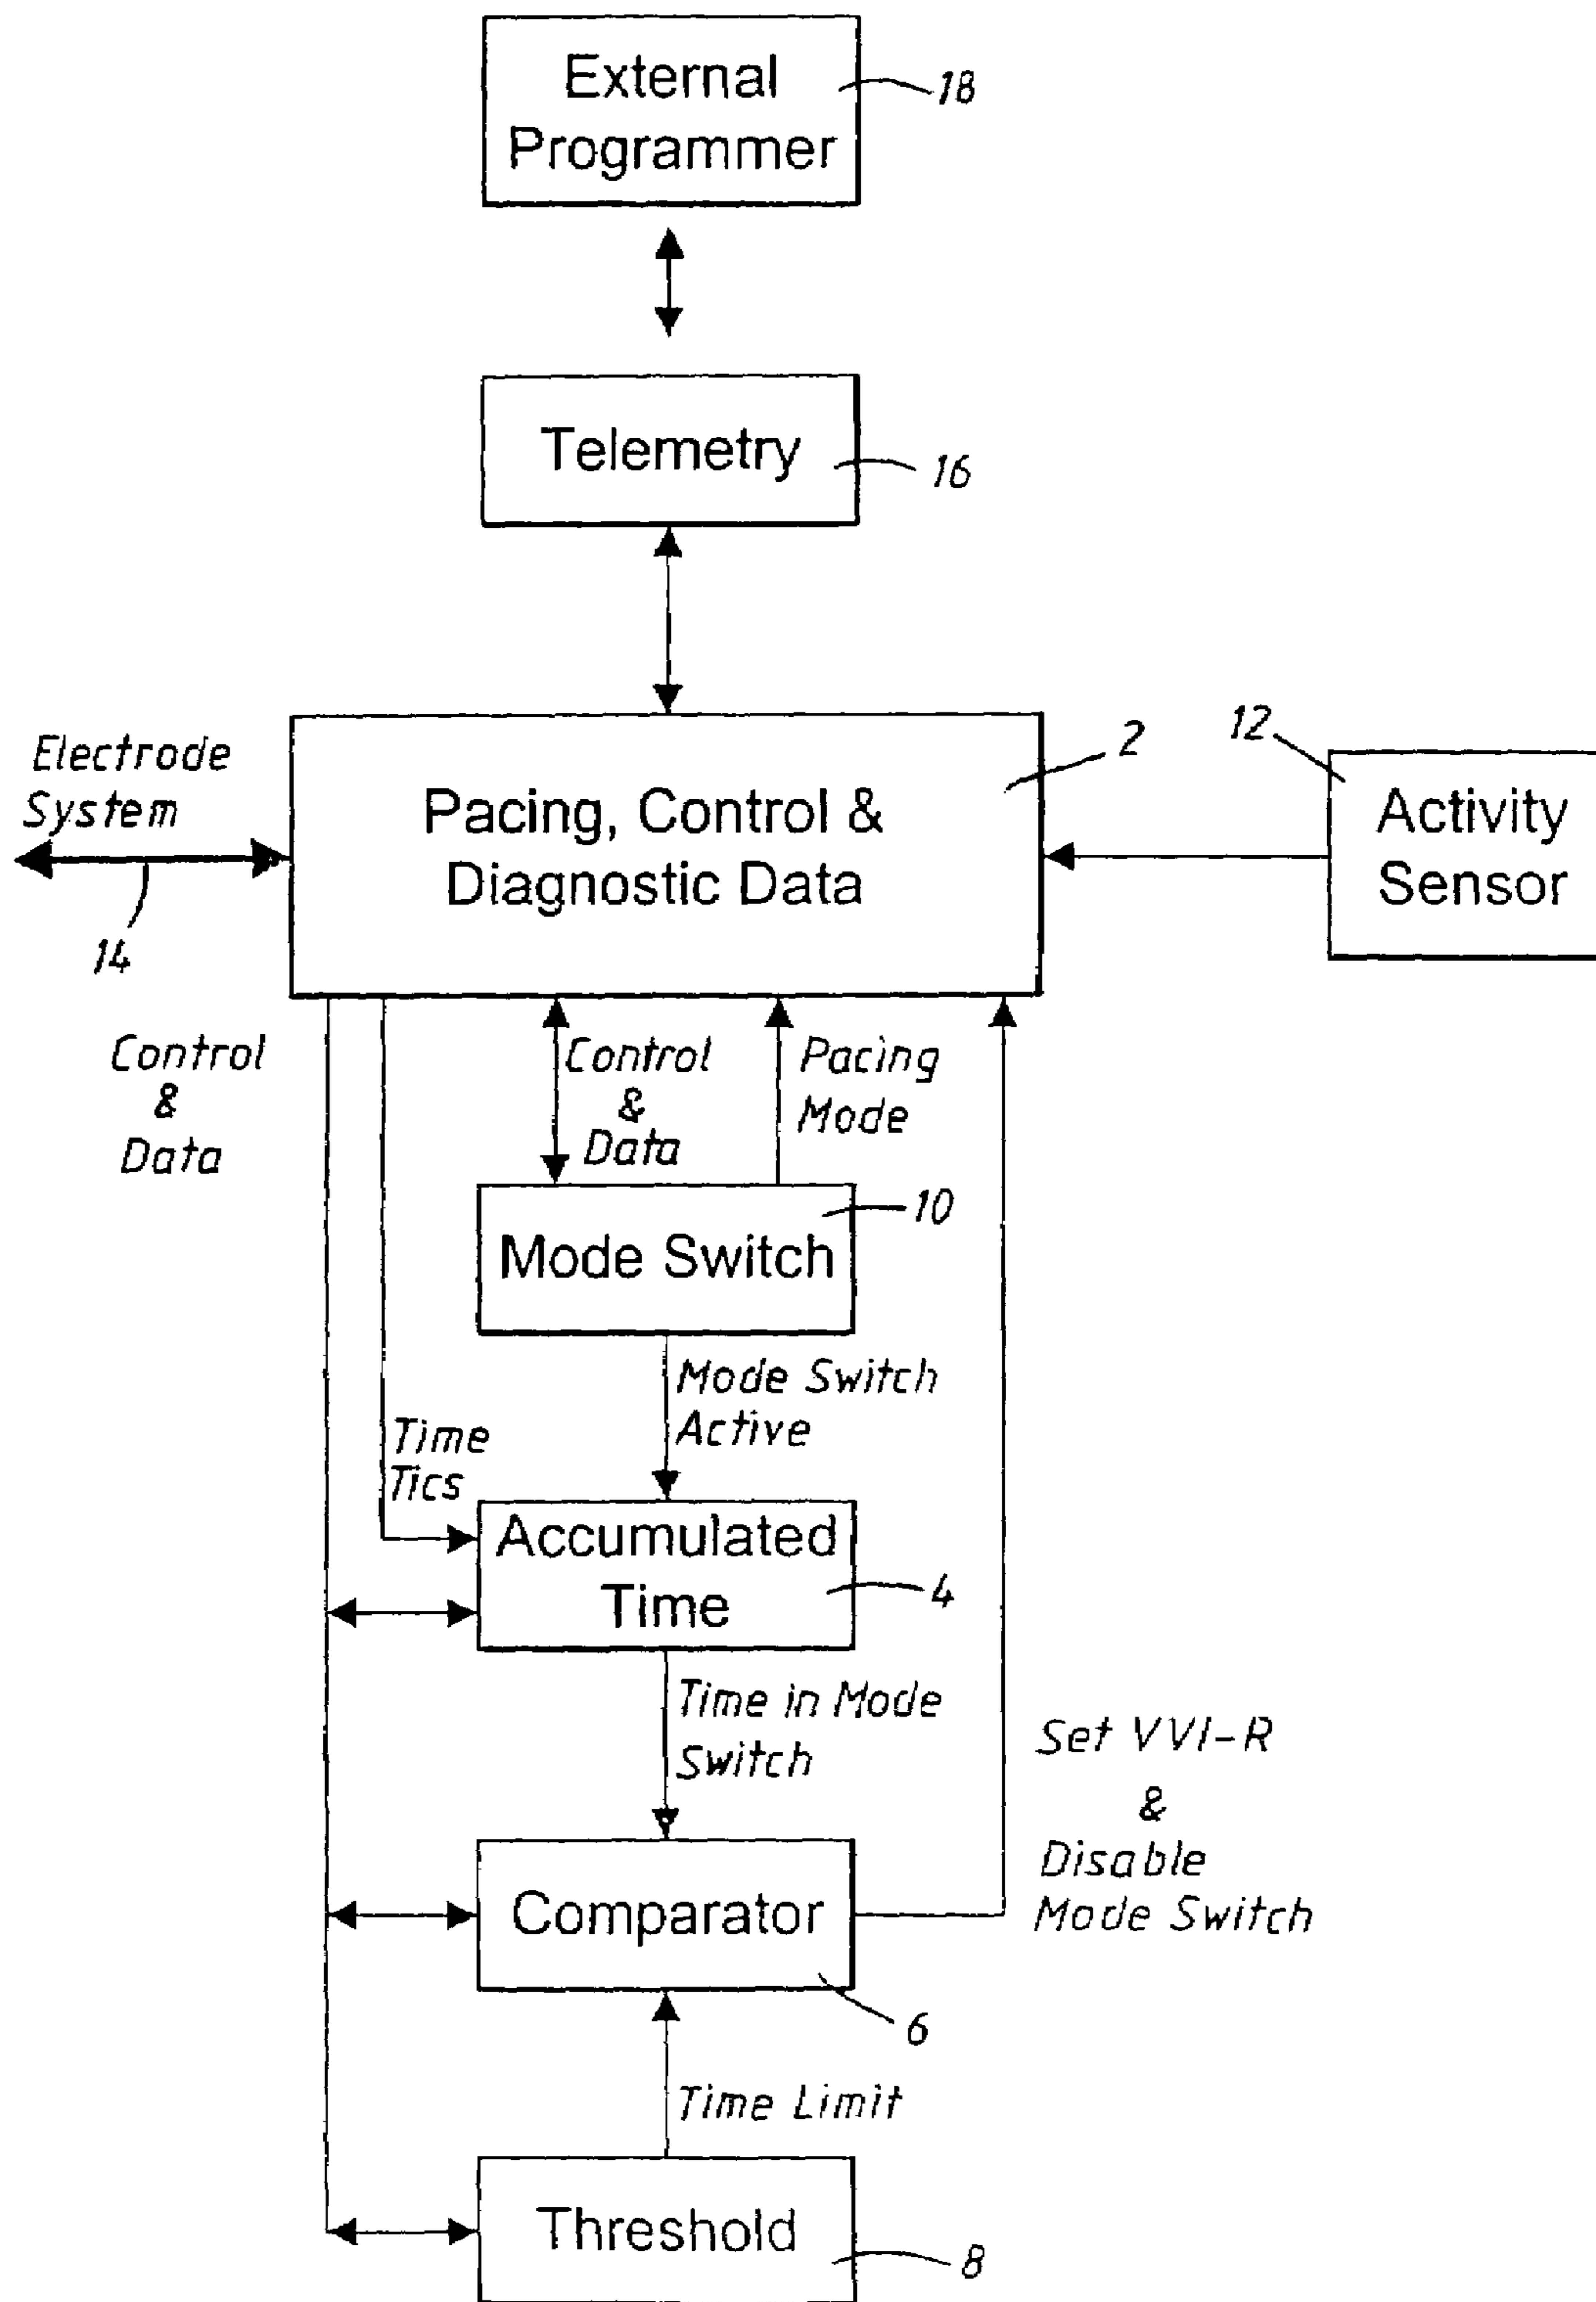 External
Programmer
18
Telemetry
16
Electrode
System
14
Pacing, Control &
Diagnostic Data
2
12
Activity
Sensor
Control
&
Data
Control
&
Data
Pacing
Mode
10
Mode Switch
Mode Switch
Active
Time
Tics
Accumulated
Time
4
Time in Mode
Switch
Set VVI-R
&
Disable
Mode Switch
Comparator
6
Time Limit
Threshold
8